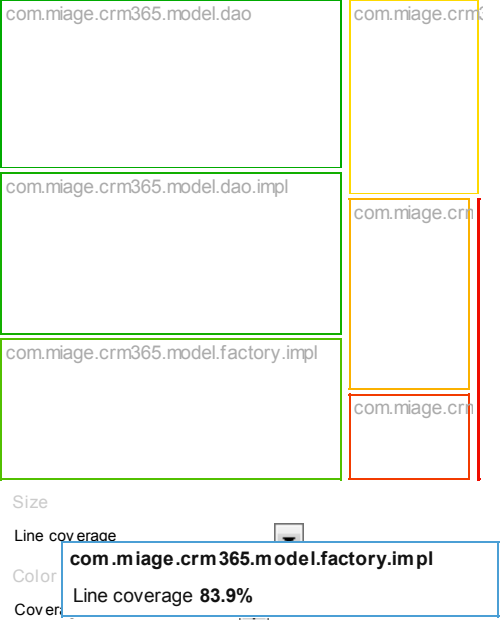 com.miage.crm365.model.dao
com.miage.crm
com.miage.crm365.model.dao.impl
com.miage.crm365.model.factory.impl
com.miage.crm
com.miage.crm
Size
Line coverage
com.miage.crm365.model.factory.impl
Color
Line coverage 83.9%
Cover